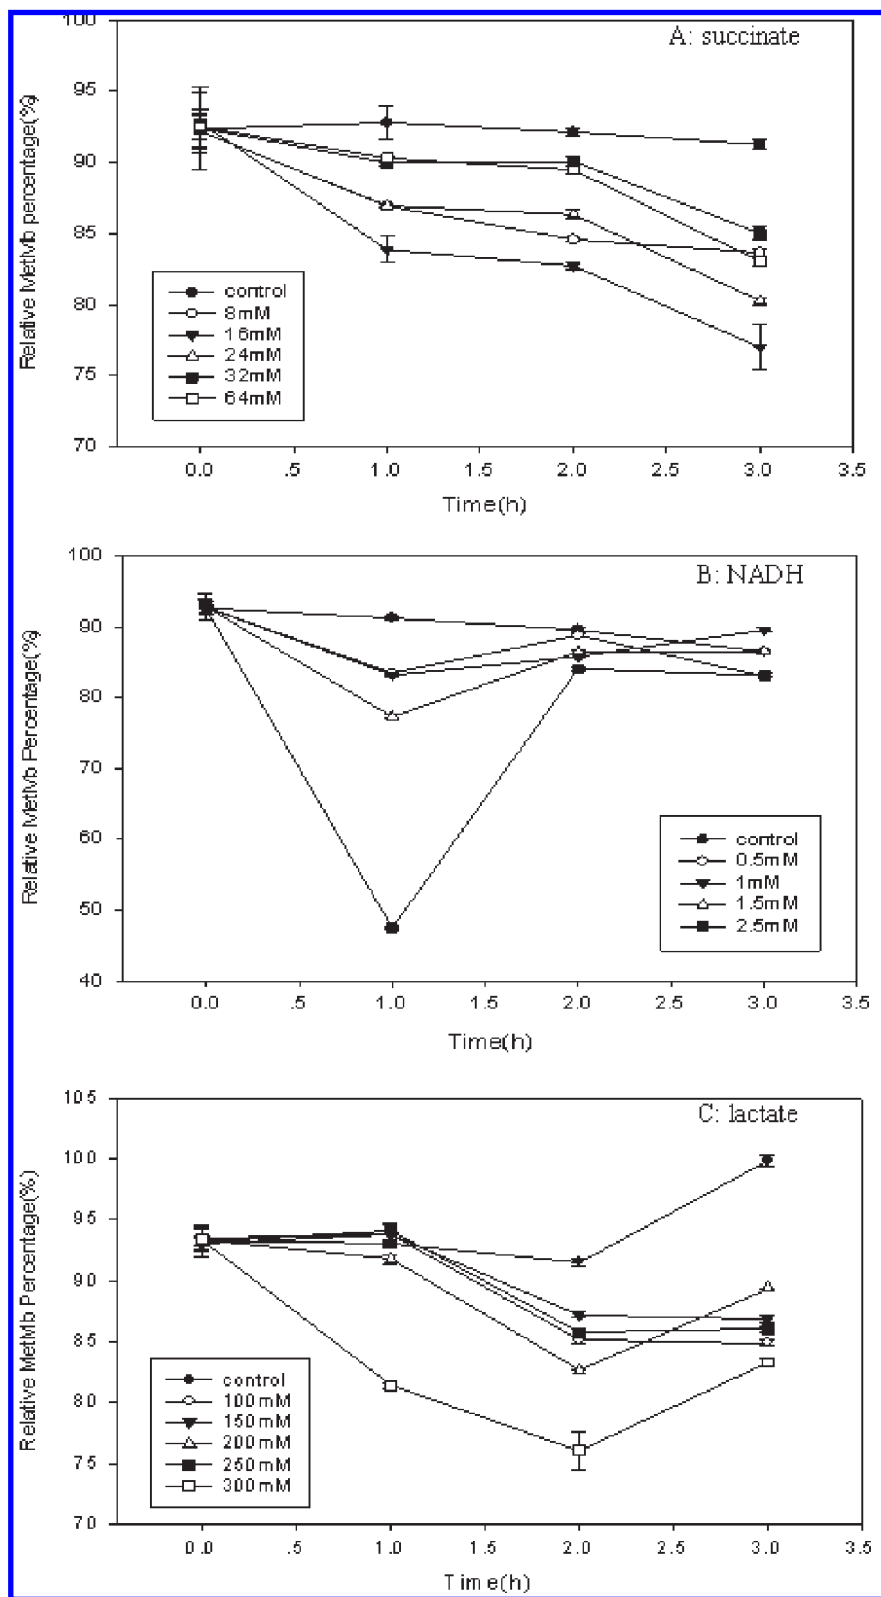 A: succinate
100
95
90
85
80
75
70
Relative MetMb percentage(%)
control
8mM
16mM
24mM
32mM
64mM
0.0 .5 1.0 1.5 2.0 2.5 3.0 3.5
Time(h)
B: NADH
100
90
80
70
60
50
40
Relative MetMb Percentage(%)
control
0.5mM
1mM
1.5mM
2.5mM
0.0 .5 1.0 1.5 2.0 2.5 3.0 3.5
Time(h)
C: lactate
105
100
95
90
85
80
75
70
Relative MetMb Percentage(%)
control
100mM
150mM
200mM
250mM
300mM
0.0 .5 1.0 1.5 2.0 2.5 3.0 3.5
Time(h)